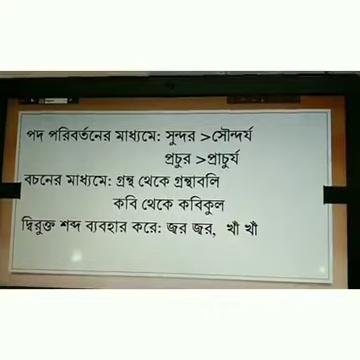 পদ পরিবর্তনের মাধ্যমে: সুন্দর >সৌন্দর্য
প্রচুর >প্রাচুর্য
বচনের মাধ্যমে: গ্রন্থ থেকে গ্রন্থাবলি
কবি থেকে কবিকুল
দ্বিরুক্ত শব্দ ব্যবহার করে: জ্বর জ্বর, খাঁ খাঁ